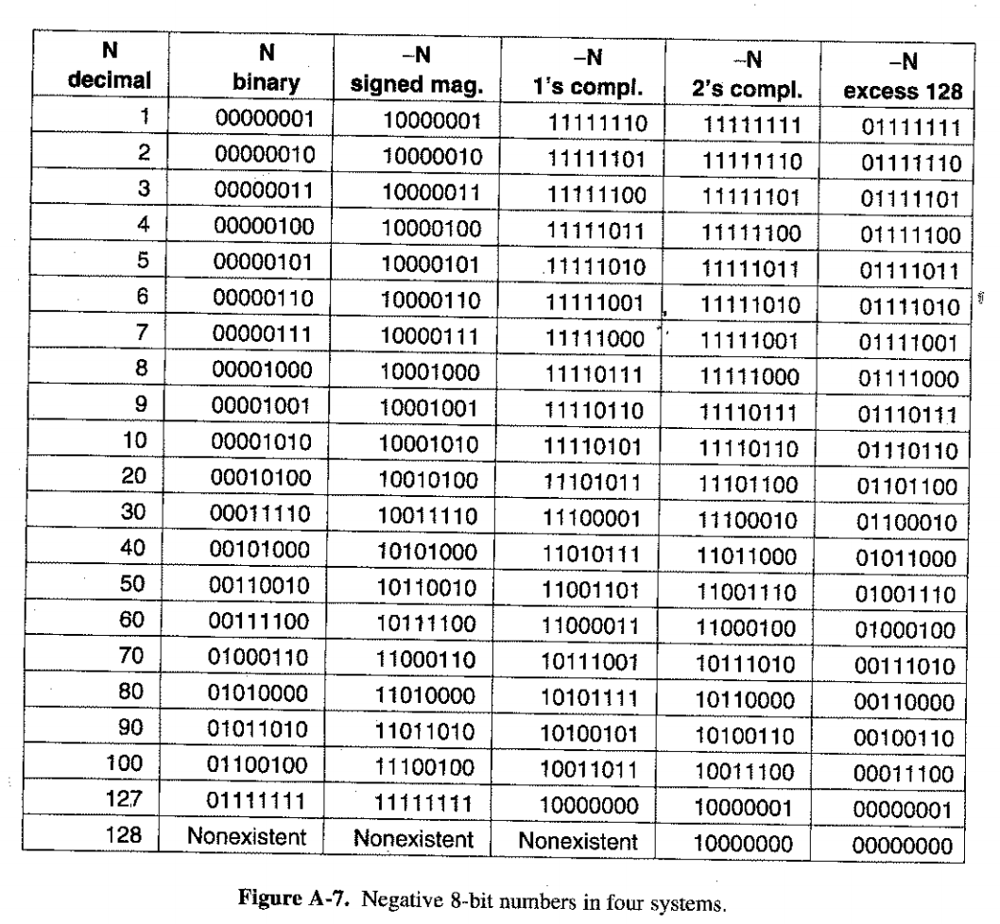 N decimal N binary –N signed mag. –N 1's compl. –N 2's compl. –N excess 128
1 00000001 10000001 11111110 11111111 01111111
2 00000010 10000010 11111101 11111110 01111110
3 00000011 10000011 11111100 11111101 01111101
4 00000100 10000100 11111011 11111100 01111100
5 00000101 10000101 11111010 11111011 01111011
6 00000110 10000110 11111001 11111010 01111010
7 00000111 10000111 11111000 11111001 01111001
8 00001000 10001000 11110111 11111000 01111000
9 00001001 10001001 11110110 11110111 01110111
10 00001010 10001010 11110101 11110110 01110110
20 00010100 10010100 11101011 11101100 01101100
30 00011110 10011110 11100001 11100010 01100010
40 00101000 10101000 11010111 11011000 01011000
50 00110010 10110010 11001101 11001110 01001110
60 00111100 10111100 11000011 11000100 01000100
70 01000110 11000110 10111001 10111010 00111010
80 01010000 11010000 10101111 10110000 00110000
90 01011010 11011010 10100101 10100110 00100110
100 01100100 11100100 10011011 10011100 00011100
127 01111111 11111111 10000000 10000001 00000001
128 Nonexistent Nonexistent Nonexistent 10000000 00000000
Figure A-7. Negative 8-bit numbers in four systems.